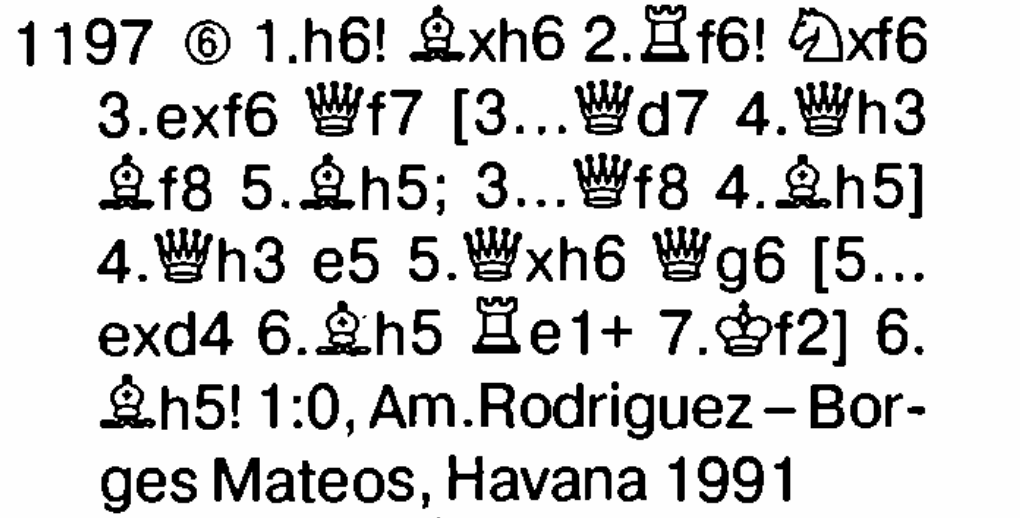 1197 ⑥ 1.h6! ♗xh6 2.♖f6! ♘xf6
3.exf6 ♕f7 [3...♕d7 4.♕h3
♗f8 5.♗h5; 3...♕f8 4.♗h5]
4.♕h3 e5 5.♕xh6 ♕g6 [5...
exd4 6.♗h5 ♖e1+ 7.♔f2] 6.
♗h5! 1:0, Am.Rodriguez – Bor-
ges Mateos, Havana 1991